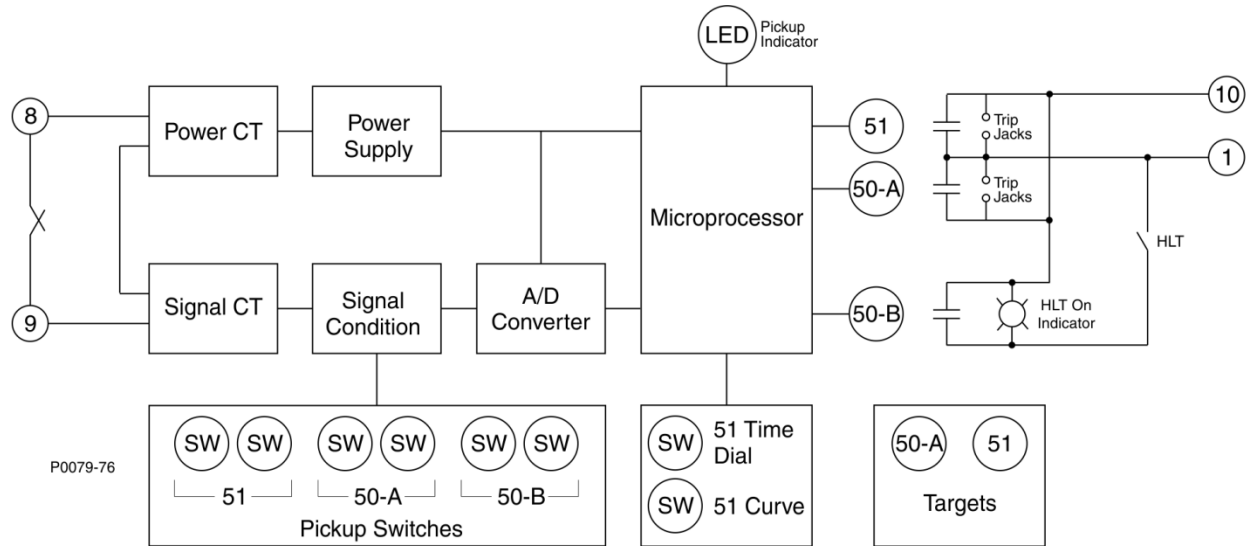 LED
Pickup
Indicator
8
Power CT
Power
Supply
Microprocessor
51
50-A
Trip
Jacks
Trip
Jacks
10
1
HLT
9
Signal CT
Signal
Condition
A/D
Converter
50-B
HLT On
Indicator
P0079-76
SW SW SW SW SW SW
51 50-A 50-B
Pickup Switches
SW 51 Time
Dial
SW 51 Curve
50-A 51
Targets